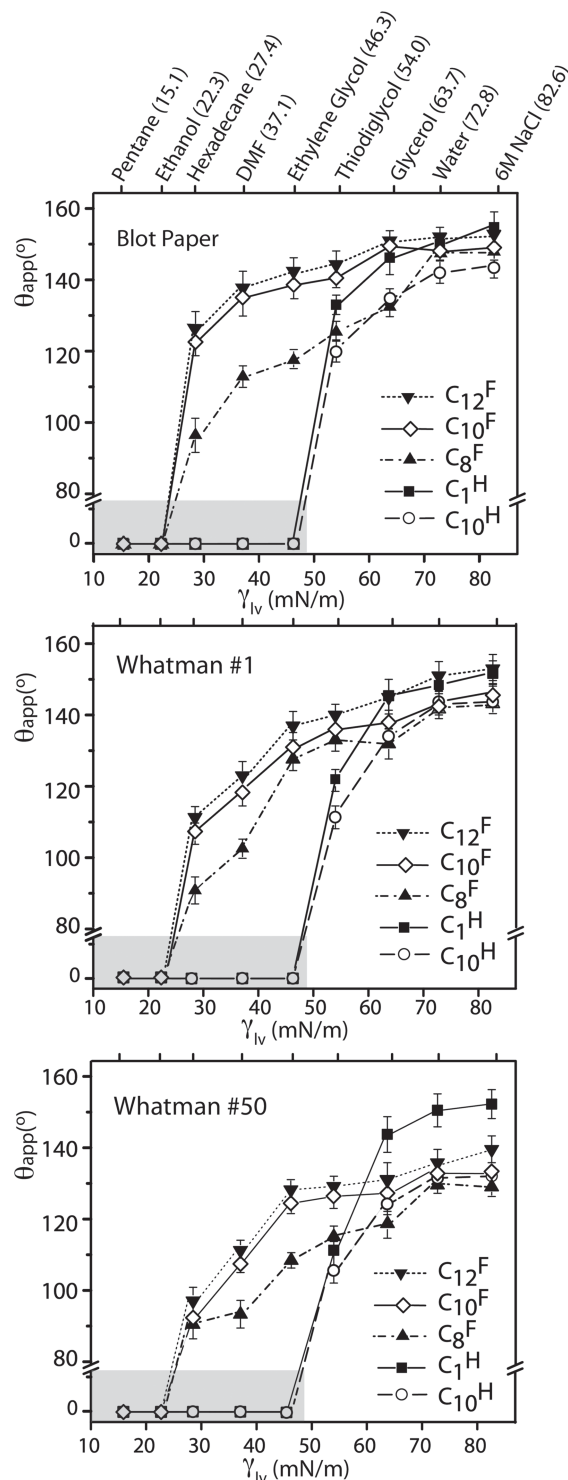 Pentane (15.1)
Ethanol (22.3)
Hexadecane (27.4)
DMF (37.1)
Ethylene Glycol (46.3)
Thiodiglycol (54.0)
Glycerol (63.7)
Water (72.8)
6M NaCl (82.6)
160
Blot Paper
140
θapp(º)
120
100
80
0
C12F
C10F
C8F
C1H
C10H
10 20 30 40 50 60 70 80
γlv (mN/m)
160
Whatman #1
140
θapp(º)
120
100
80
0
C12F
C10F
C8F
C1H
C10H
10 20 30 40 50 60 70 80
γlv (mN/m)
160
Whatman #50
140
θapp(º)
120
100
80
0
C12F
C10F
C8F
C1H
C10H
10 20 30 40 50 60 70 80
γlv (mN/m)